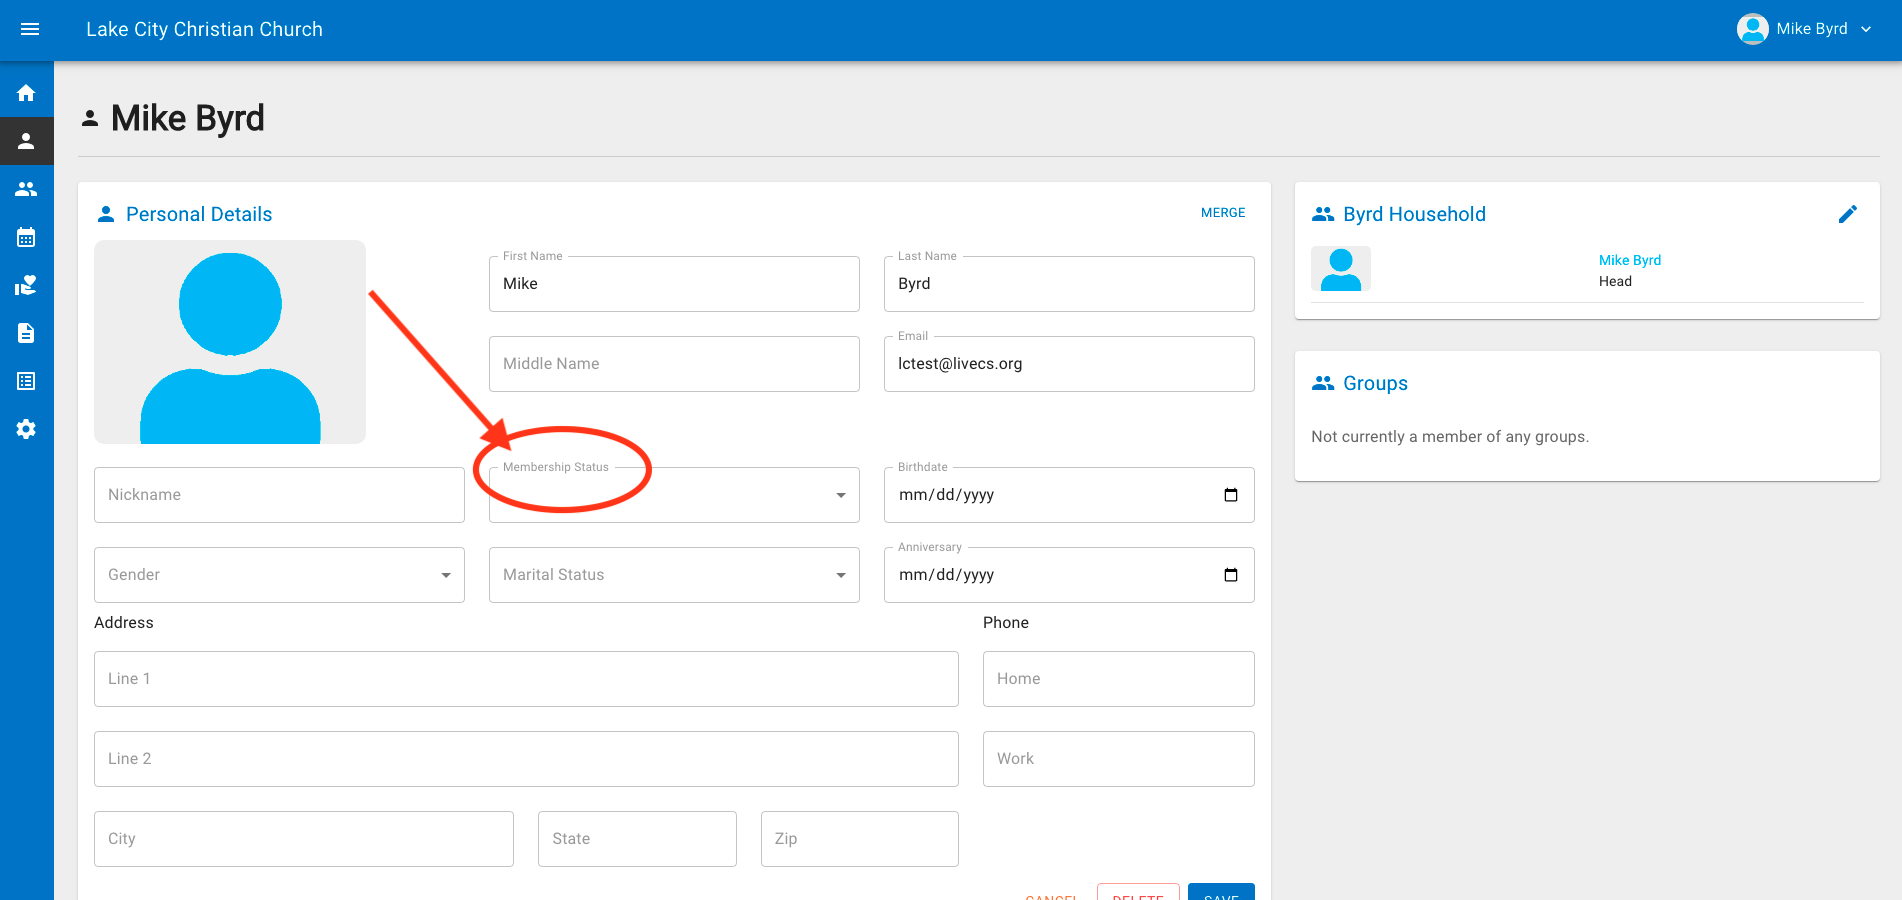 Lake City Christian Church
Mike Byrd
Mike Byrd
Personal Details
MERGE
First Name
Mike
Last Name
Byrd
Middle Name
Email
lctest@livecs.org
Nickname
Membership Status
Birthdate
mm/dd/yyyy
Gender
Marital Status
Anniversary
mm/dd/yyyy
Address
Phone
Line 1
Home
Line 2
Work
City
State
Zip
CANCEL
DELETE
SAVE
Byrd Household
Mike Byrd
Head
Groups
Not currently a member of any groups.